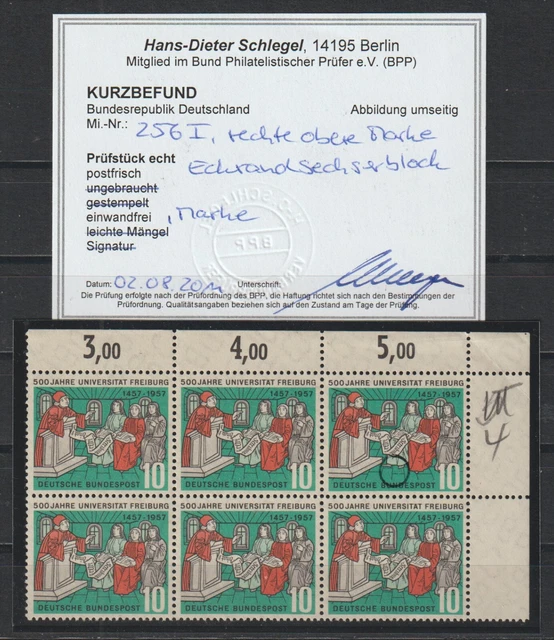 Hans-Dieter Schlegel, 14195 Berlin
Mitglied im Bund Philatelistischer Prüfer e.V. (BPP)
KURZBEFUND
Bundesrepublik Deutschland Abbildung umseitig
Mi.-Nr.: 256 I, rechte obere Marke
Prüfstück echt Eckrandsechserblock
postfrisch
ungebraucht
gestempelt
einwandfrei , Marke
leichte Mängel
Signatur
BPP
Datum: 02.08.2011 Unterschrift:
Die Prüfung erfolgte nach der Prüfordnung des BPP, die Haftung richtet sich nach den Bestimmungen der
Prüfordnung. Qualitätsangaben beziehen sich auf den Zustand am Tage der Prüfung.
3,00 4,00 5,00
500 JAHRE UNIVERSITÄT FREIBURG 500 JAHRE UNIVERSITÄT FREIBURG 500 JAHRE UNIVERSITÄT FREIBURG
1457-1957 1457-1957 1457-1957
4
10 10 10
DEUTSCHE BUNDESPOST DEUTSCHE BUNDESPOST DEUTSCHE BUNDESPOST
500 JAHRE UNIVERSITÄT FREIBURG 500 JAHRE UNIVERSITÄT FREIBURG 500 JAHRE UNIVERSITÄT FREIBURG
1457-1957 1457-1957 1457-1957
10 10 10
DEUTSCHE BUNDESPOST DEUTSCHE BUNDESPOST DEUTSCHE BUNDESPOST